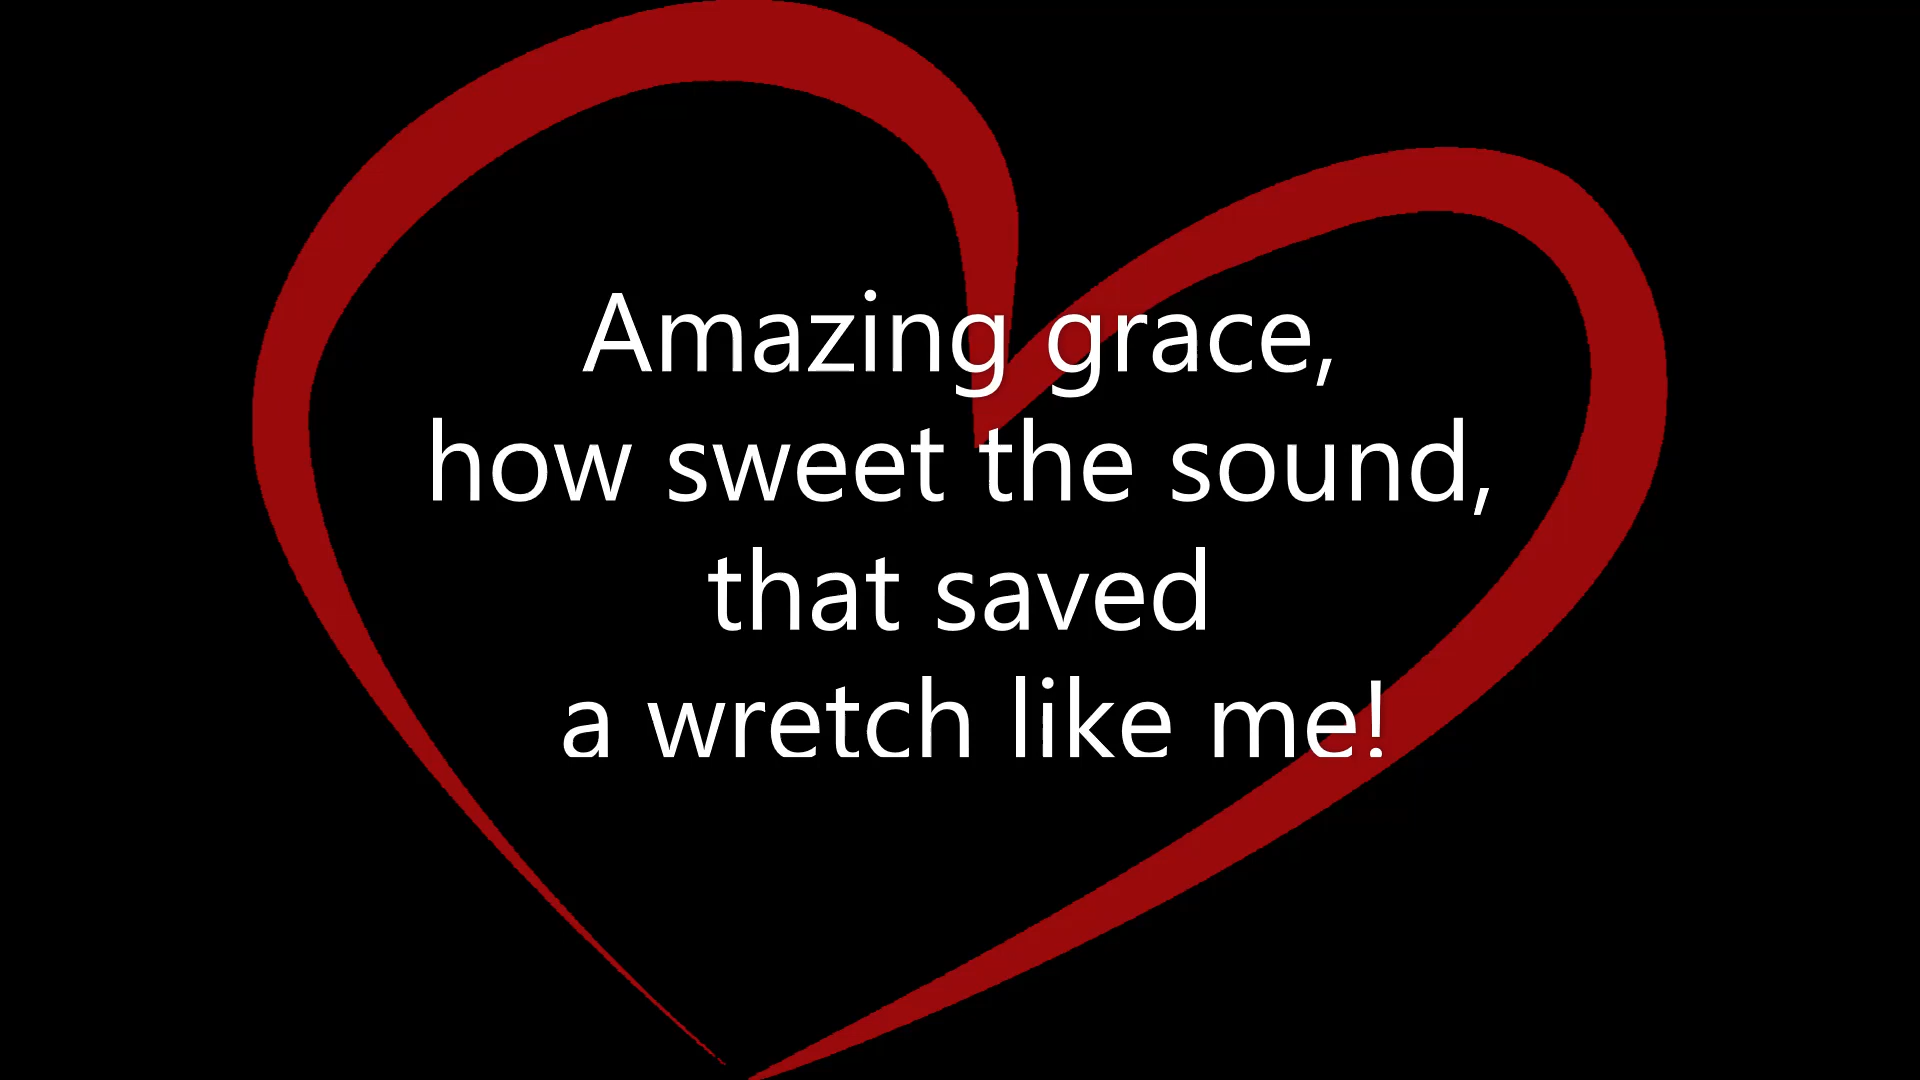 Amazing grace,
how sweet the sound,
that saved
a wretch like me!